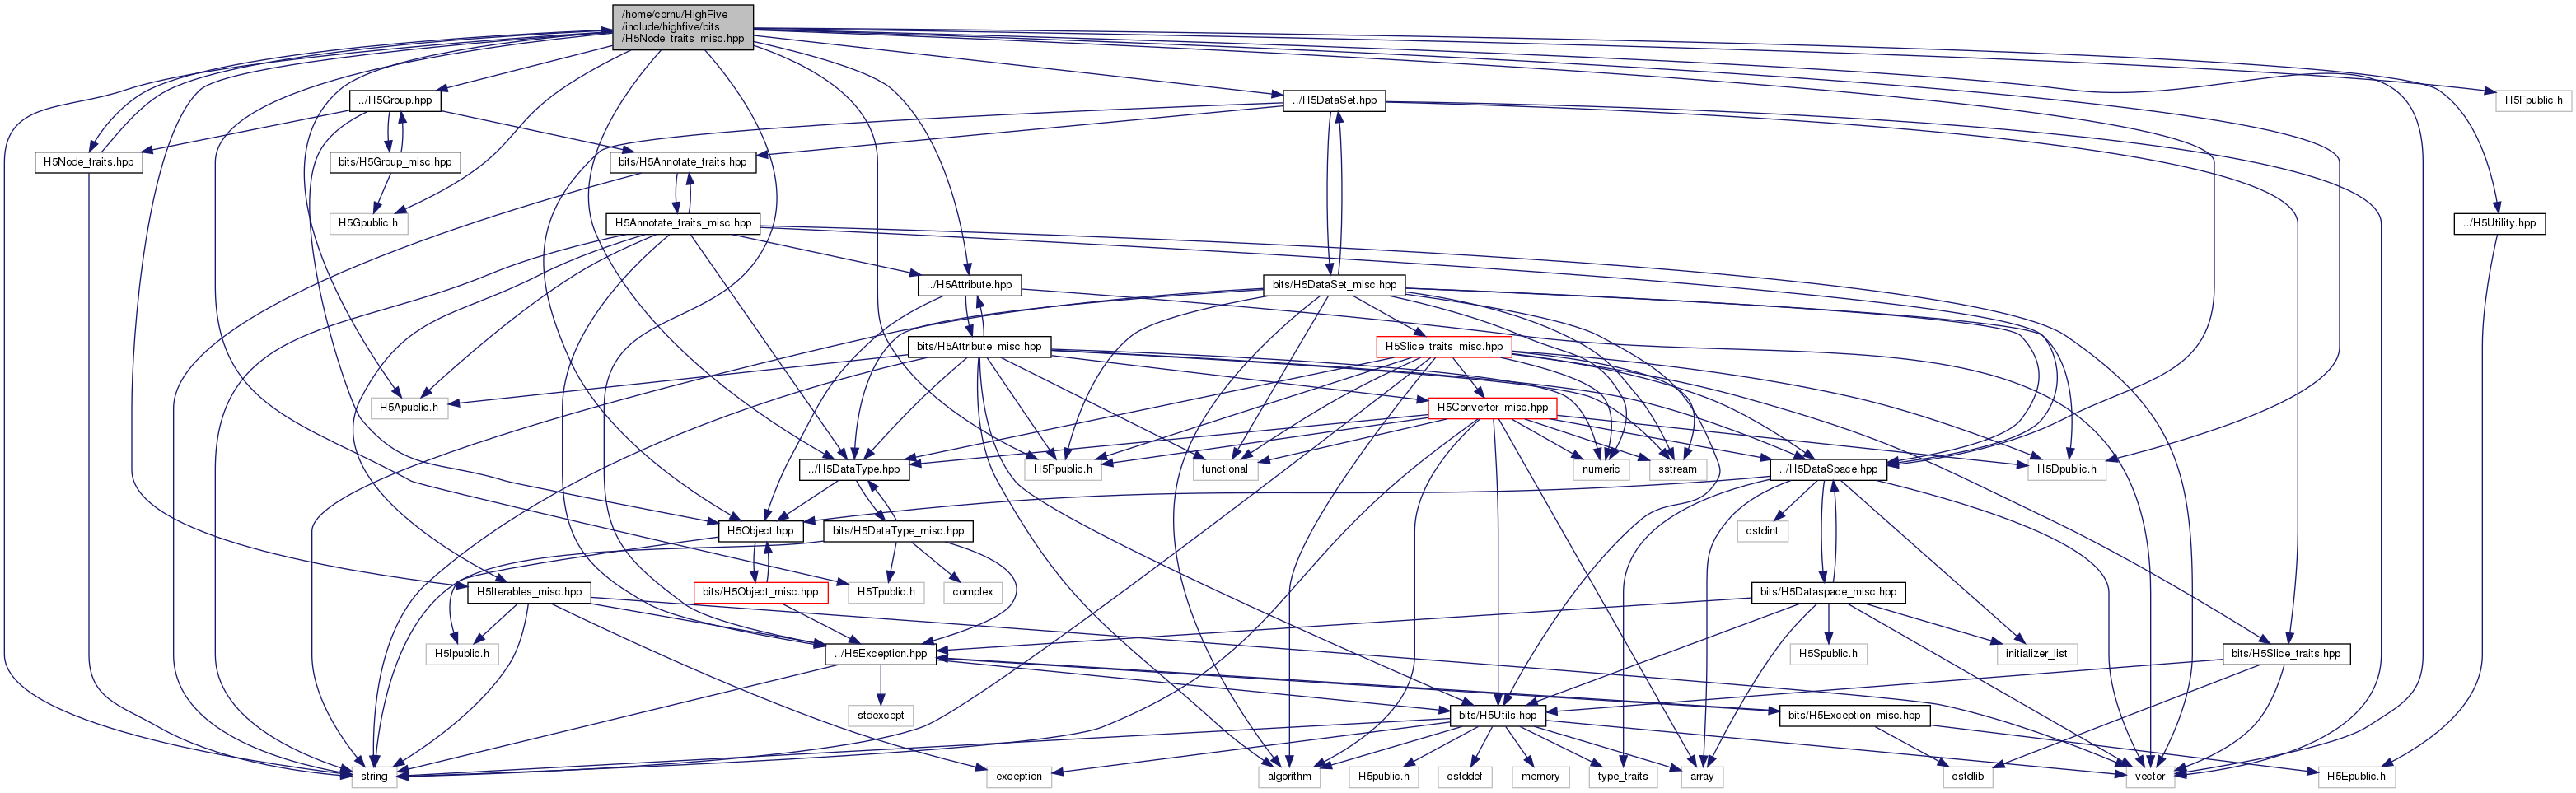 /home/cornu/HighFive
/include/highfive/bits
/H5Node_traits_misc.hpp
../H5Group.hpp
../H5DataSet.hpp
H5Fpublic.h
H5Node_traits.hpp
bits/H5Group_misc.hpp
bits/H5Annotate_traits.hpp
H5Gpublic.h
H5Annotate_traits_misc.hpp
../H5Utility.hpp
../H5Attribute.hpp
bits/H5DataSet_misc.hpp
bits/H5Attribute_misc.hpp
H5Slice_traits_misc.hpp
H5Apublic.h
H5Converter_misc.hpp
../H5DataType.hpp
H5Ppublic.h
functional
numeric
sstream
../H5DataSpace.hpp
H5Dpublic.h
H5Object.hpp
bits/H5DataType_misc.hpp
cstdint
H5Iterables_misc.hpp
bits/H5Object_misc.hpp
H5Tpublic.h
complex
bits/H5Dataspace_misc.hpp
H5Ipublic.h
../H5Exception.hpp
H5Spublic.h
initializer_list
bits/H5Slice_traits.hpp
stdexcept
bits/H5Utils.hpp
bits/H5Exception_misc.hpp
string
exception
algorithm
H5public.h
cstddef
memory
type_traits
array
cstdlib
vector
H5Epublic.h